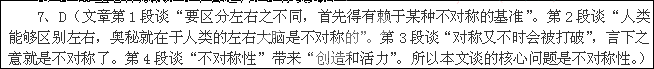 7、D（文章第1段谈“要区分左右之不同，首先得有赖于某种不对称的基准”。第2段谈“人类
能够区别左右，奥秘就在于人类的左右大脑是不对称的”。第3段谈“对称又不时会被打破”，言下之
意就是不对称了。第4段谈“不对称性”带来“创造和活力”。所以本文谈的核心问题是不对称性。）